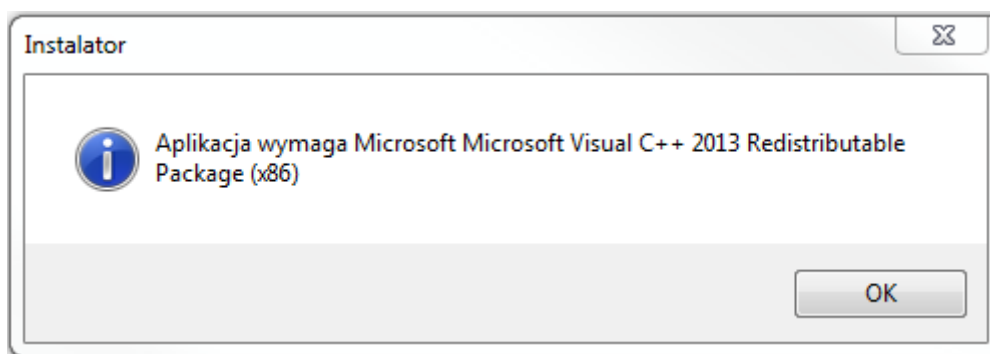 Instalator
Aplikacja wymaga Microsoft Microsoft Visual C++ 2013 Redistributable
Package (x86)
OK